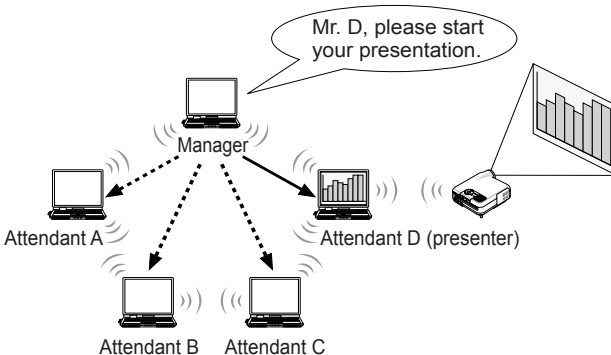 Mr. D, please start
your presentation.
Manager
Attendant A
Attendant D (presenter)
Attendant B
Attendant C